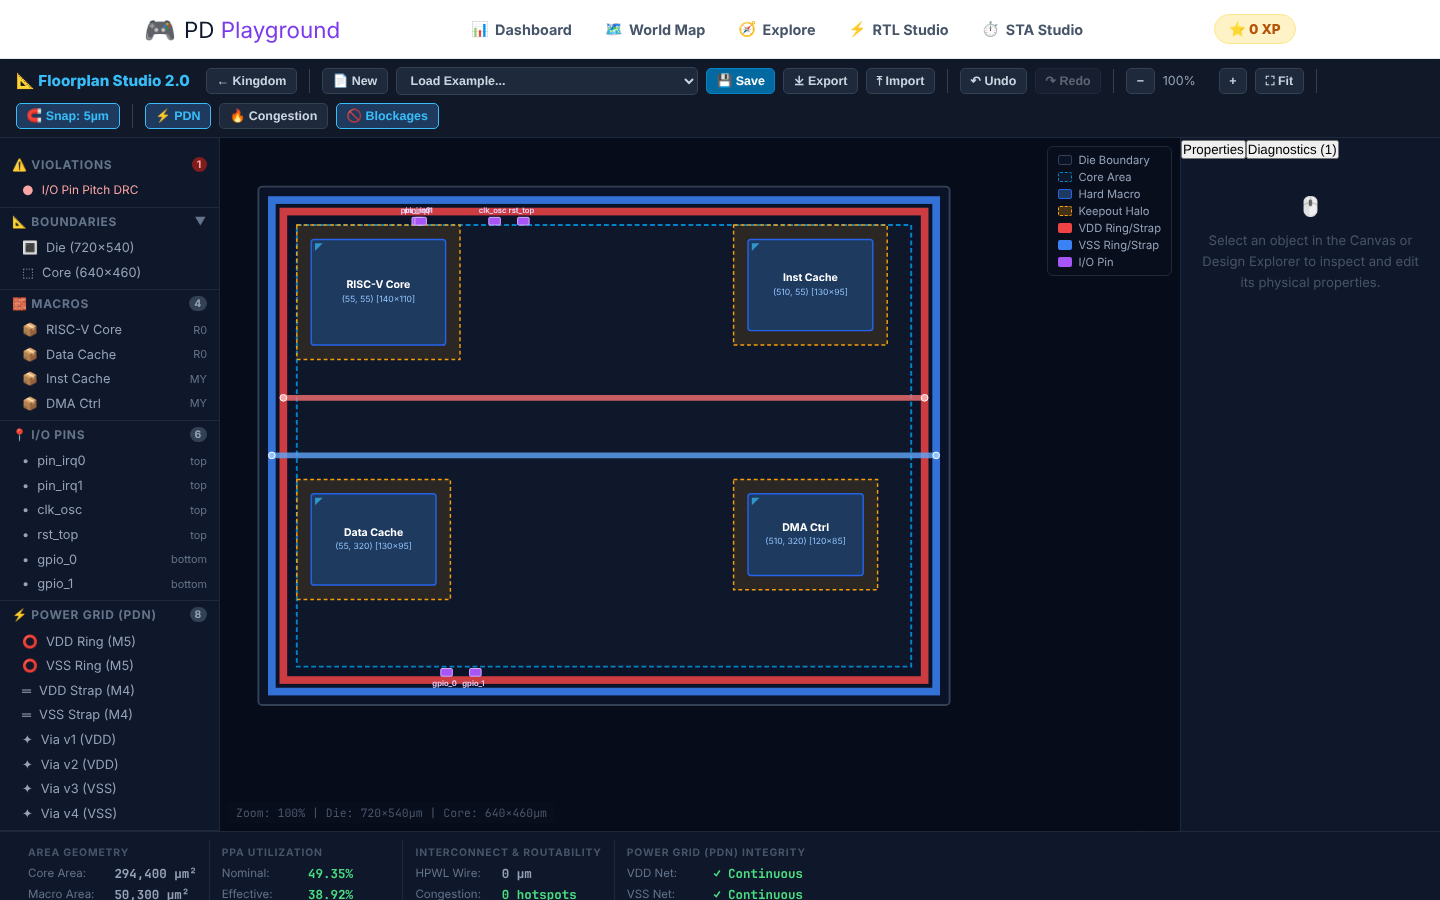 PD Playground
Dashboard
World Map
Explore
RTL Studio
STA Studio
0 XP
Floorplan Studio 2.0
← Kingdom
New
Load Example...
Save
Export
Import
↶ Undo
↷ Redo
−
100%
+
Fit
Snap: 5µm
PDN
Congestion
Blockages
VIOLATIONS
1
I/O Pin Pitch DRC
BOUNDARIES
Die (720×540)
Core (640×460)
MACROS
4
RISC-V Core R0
Data Cache R0
Inst Cache MY
DMA Ctrl MY
I/O PINS
6
pin_irq0 top
pin_irq1 top
clk_osc top
rst_top top
gpio_0 bottom
gpio_1 bottom
POWER GRID (PDN)
8
VDD Ring (M5)
VSS Ring (M5)
VDD Strap (M4)
VSS Strap (M4)
Via v1 (VDD)
Via v2 (VDD)
Via v3 (VSS)
Via v4 (VSS)
clk_osc rst_top
RISC-V Core
(55, 55) [140×110]
Inst Cache
(510, 55) [130×95]
Data Cache
(55, 320) [130×95]
DMA Ctrl
(510, 320) [120×85]
gpio_0 gpio_1
Die Boundary
Core Area
Hard Macro
Keepout Halo
VDD Ring/Strap
VSS Ring/Strap
I/O Pin
Zoom: 100% | Die: 720×540µm | Core: 640×460µm
Properties
Diagnostics (1)
Select an object in the Canvas or
Design Explorer to inspect and edit
its physical properties.
AREA GEOMETRY
Core Area: 294,400 µm²
Macro Area: 50,300 µm²
PPA UTILIZATION
Nominal: 49.35%
Effective: 38.92%
INTERCONNECT & ROUTABILITY
HPWL Wire: 0 µm
Congestion: 0 hotspots
POWER GRID (PDN) INTEGRITY
VDD Net: ✓ Continuous
VSS Net: ✓ Continuous